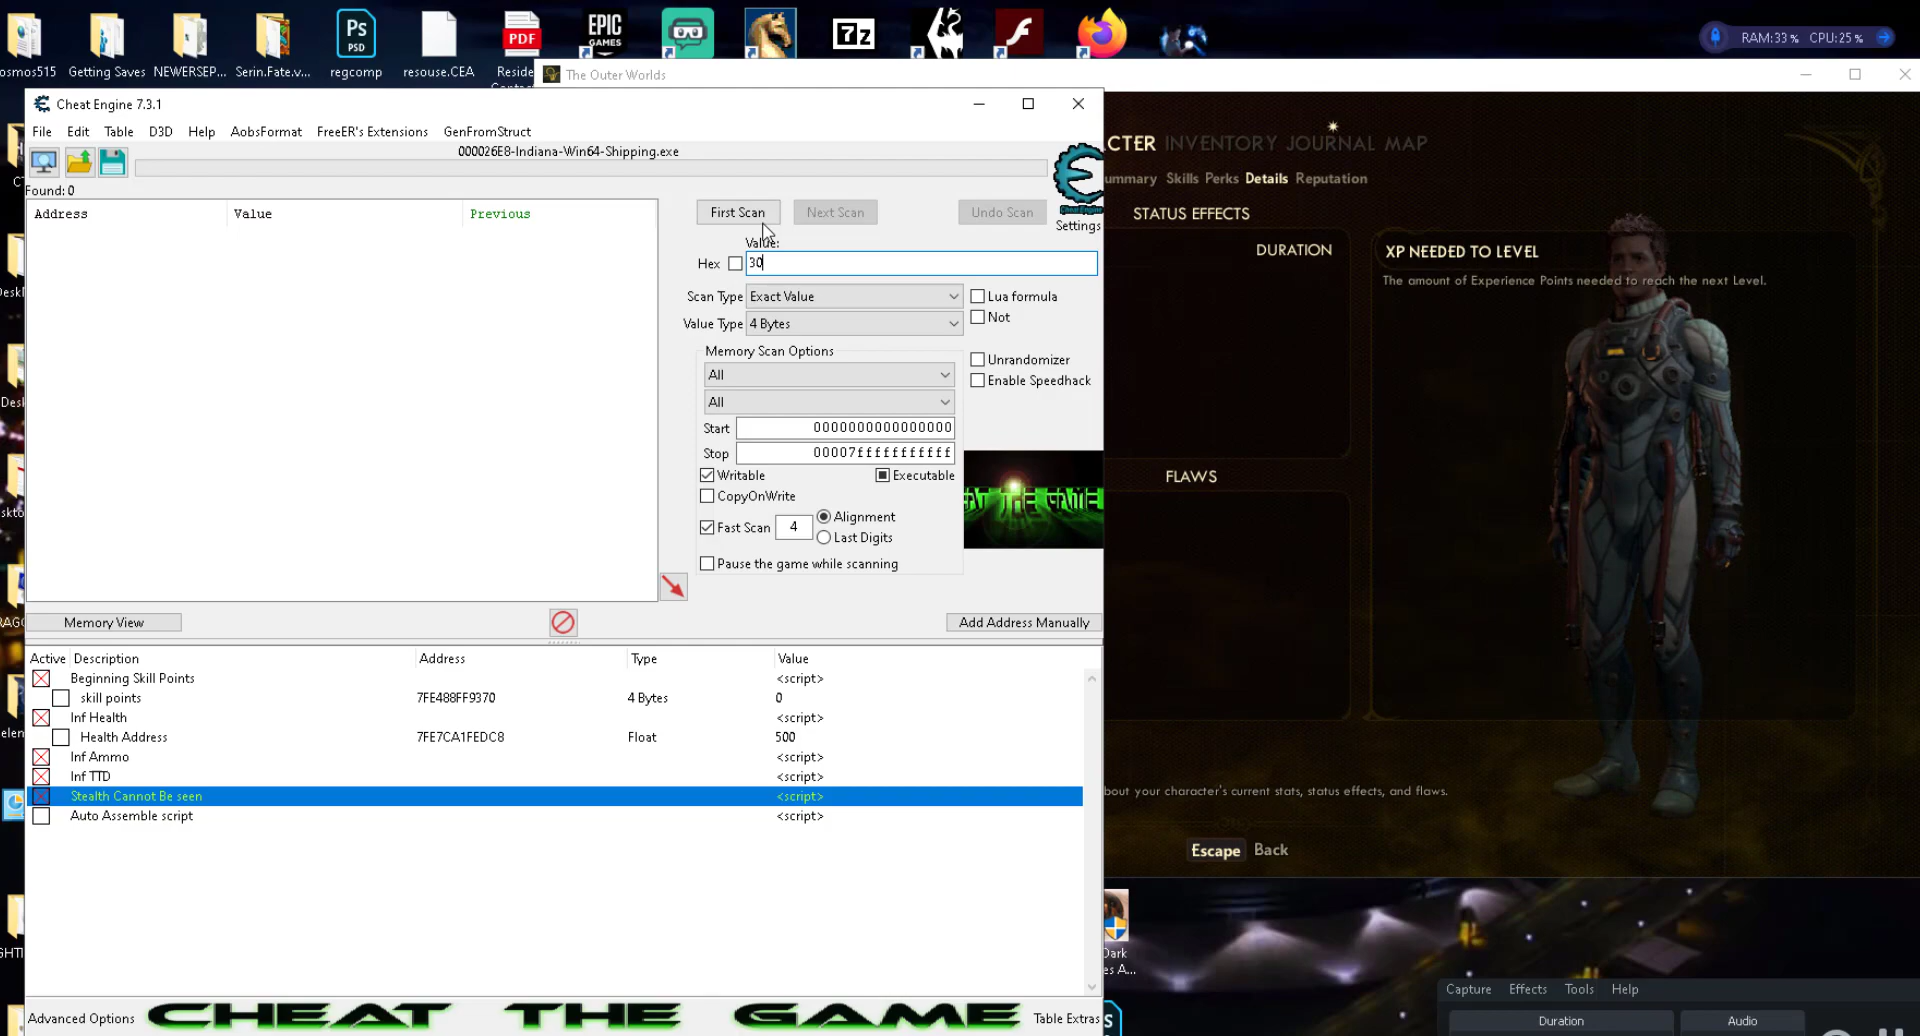 osmos515
Getting Saves
NEWERSEP...
Serin.Fate.v...
Ps
PSD
regcomp
resouse.CEA
PDF
Reside
EPIC
GAMES
7z
RAM:33% CPU:25%
The Outer Worlds
Cheat Engine 7.3.1
File Edit Table D3D Help AobsFormat FreeER's Extensions GenFromStruct
000026E8-Indiana-Win64-Shipping.exe
Found: 0
Address Value Previous
First Scan Next Scan Undo Scan
Settings
Value:
Hex 30
Scan Type Exact Value
Lua formula
Not
Value Type 4 Bytes
Memory Scan Options
All
All
Unrandomizer
Enable Speedhack
Start 0000000000000000
Stop 00007fffffffffff
Writable Executable
CopyOnWrite
Fast Scan 4 Alignment
Last Digits
Pause the game while scanning
Memory View
Add Address Manually
Active Description Address Type Value
Beginning Skill Points <script>
skill points 7FE488FF9370 4 Bytes 0
Inf Health <script>
Health Address 7FE7CA1FEDC8 Float 500
Inf Ammo <script>
Inf TTD <script>
Stealth Cannot Be seen <script>
Auto Assemble script <script>
Advanced Options CHEAT THE GAME Table Extras
CTER INVENTORY JOURNAL MAP
ummary Skills Perks Details Reputation
STATUS EFFECTS
DURATION
XP NEEDED TO LEVEL
The amount of Experience Points needed to reach the next Level.
FLAWS
bout your character's current stats, status effects, and flaws.
Escape Back
Dark
es A...
Capture Effects Tools Help
Duration Audio